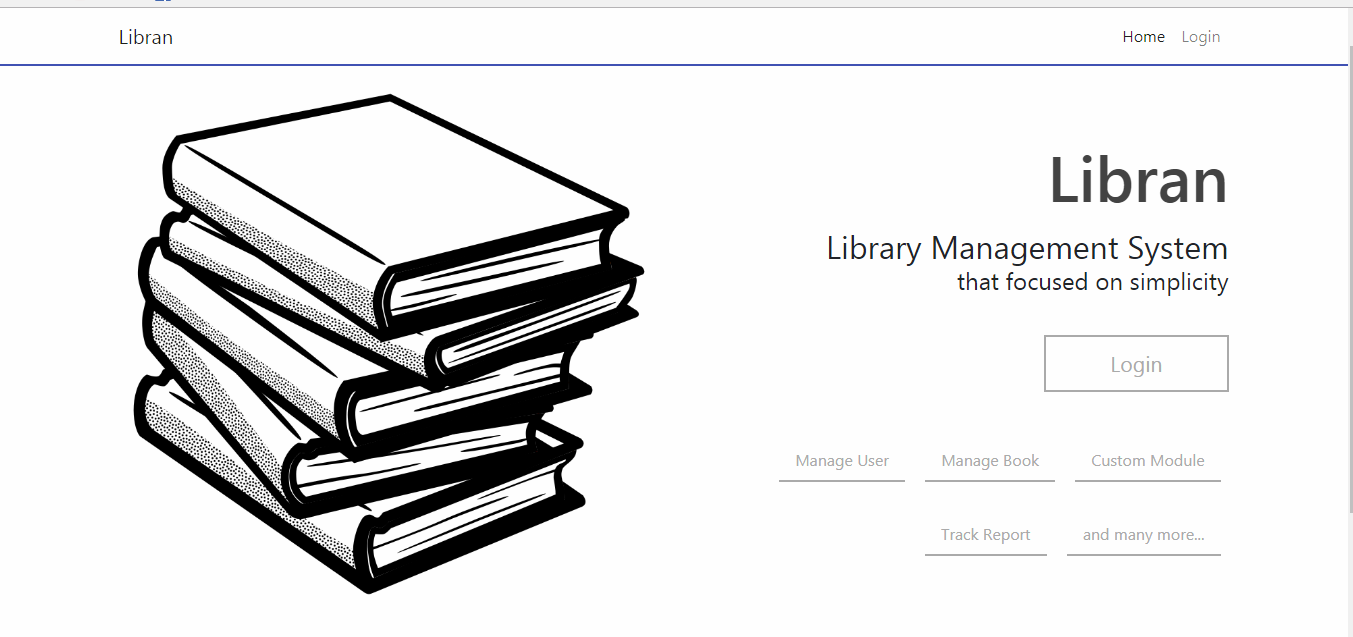 Libran
Home Login
Libran
Library Management System
that focused on simplicity
Login
Manage User Manage Book Custom Module
Track Report and many more...